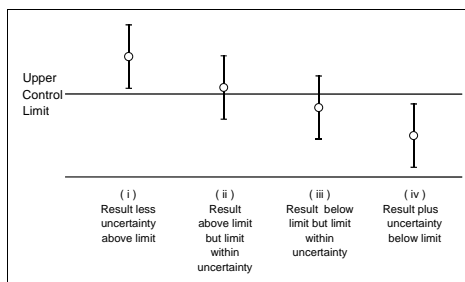 Upper
Control
Limit
( i )
Result less
uncertainty
above limit
( ii )
Result
above limit
but limit
within
uncertainty
( iii )
Result below
limit but limit
within
uncertainty
( iv )
Result plus
uncertainty
below limit